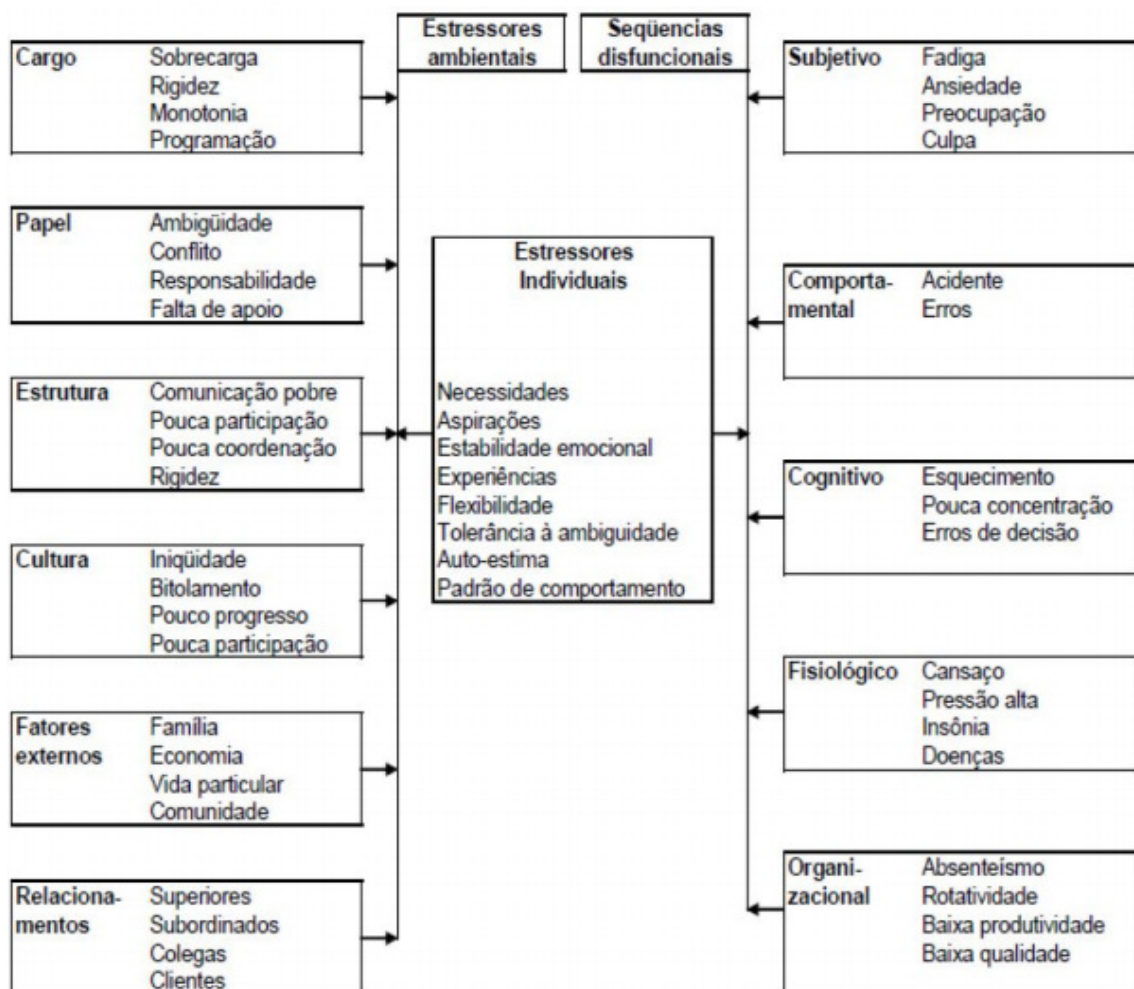 Estressores
ambientais
Seqüencias
disfuncionais
Cargo Sobrecarga
Rigidez
Monotonia
Programação
Papel Ambigüidade
Conflito
Responsabilidade
Falta de apoio
Estrutura Comunicação pobre
Pouca participação
Pouca coordenação
Rigidez
Cultura Iniqüidade
Bitolamento
Pouco progresso
Pouca participação
Fatores Família
externos Economia
Vida particular
Comunidade
Relaciona- Superiores
mentos Subordinados
Colegas
Clientes
Estressores
Individuais
Necessidades
Aspirações
Estabilidade emocional
Experiências
Flexibilidade
Tolerância à ambiguidade
Auto-estima
Padrão de comportamento
Subjetivo Fadiga
Ansiedade
Preocupação
Culpa
Comporta- Acidente
mental Erros
Cognitivo Esquecimento
Pouca concentração
Erros de decisão
Fisiológico Cansaço
Pressão alta
Insônia
Doenças
Organi- Absenteísmo
zacional Rotatividade
Baixa produtividade
Baixa qualidade